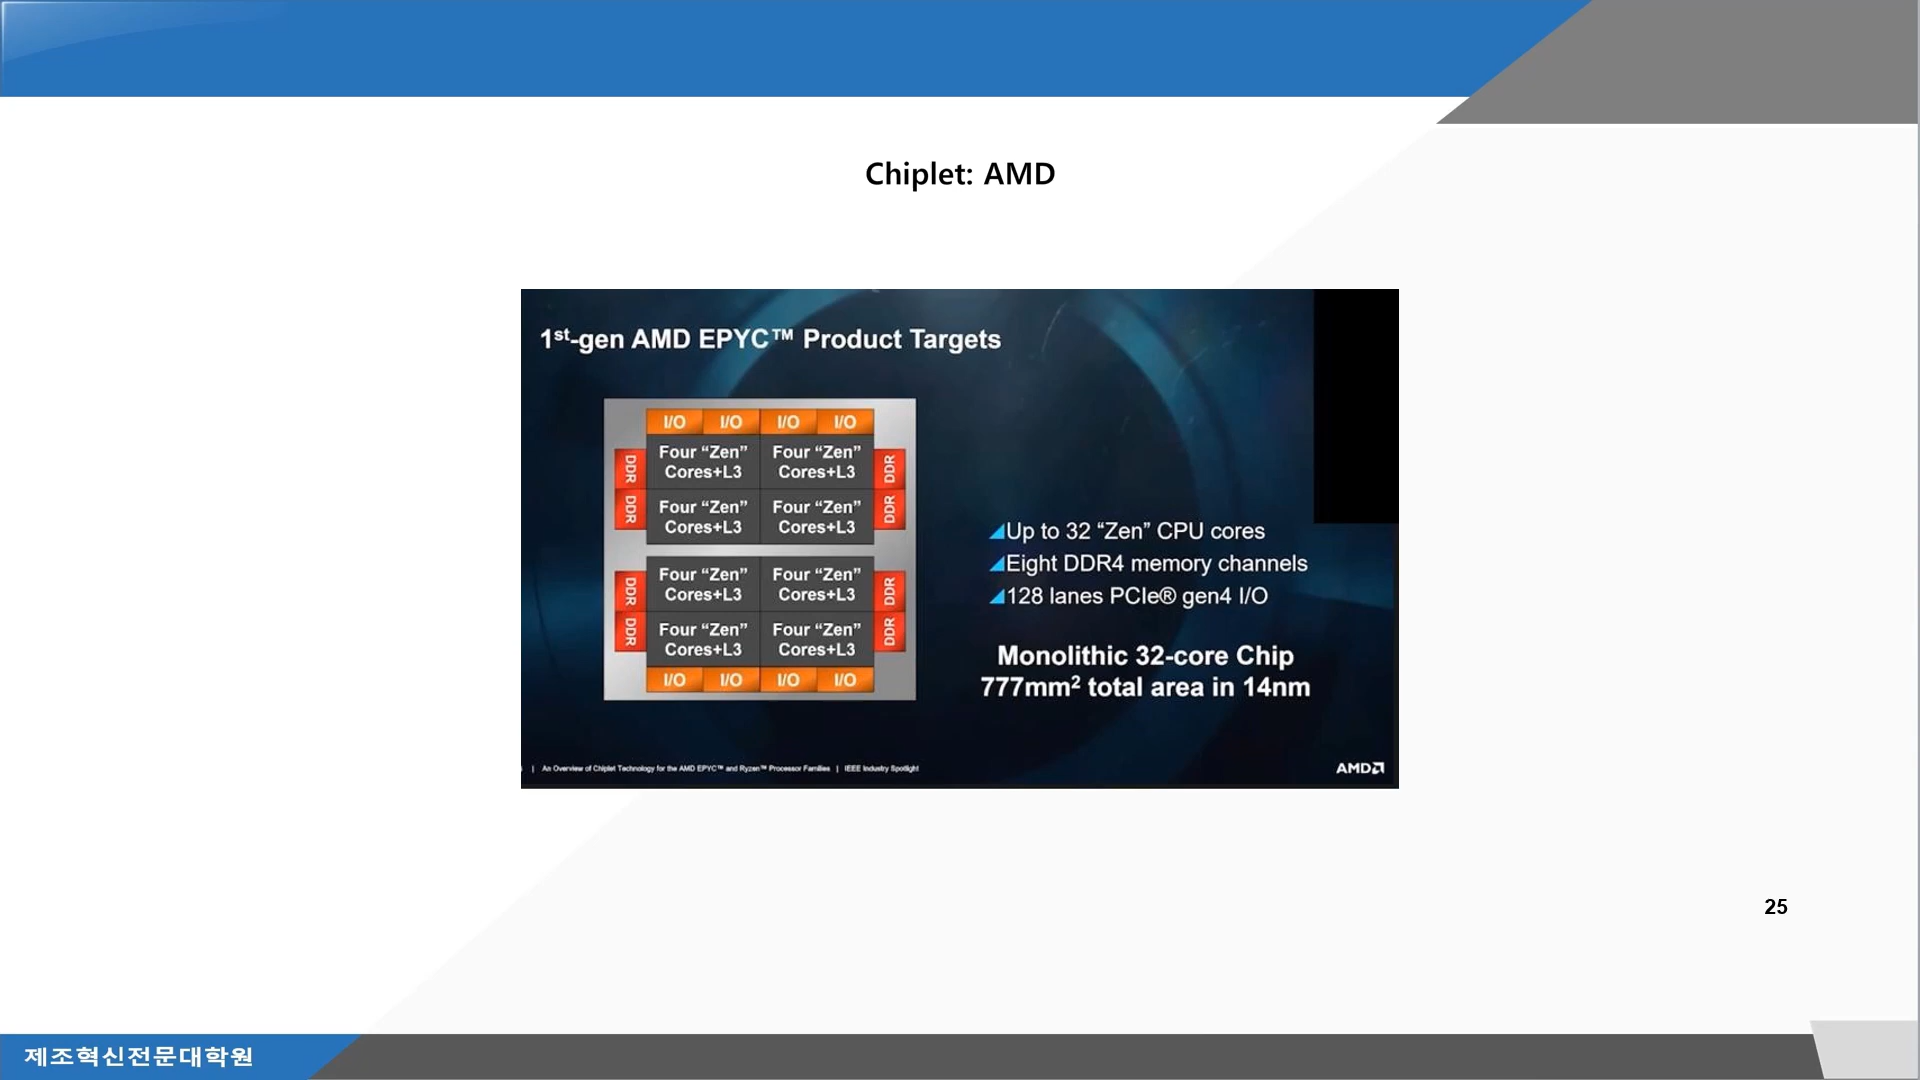 Chiplet: AMD
1st-gen AMD EPYC™ Product Targets
I/O I/O I/O I/O
Four “Zen” Cores+L3
Four “Zen” Cores+L3
DDR
DDR
Four “Zen” Cores+L3
Four “Zen” Cores+L3
DDR
DDR
Four “Zen” Cores+L3
Four “Zen” Cores+L3
DDR
DDR
Four “Zen” Cores+L3
Four “Zen” Cores+L3
DDR
DDR
I/O I/O I/O I/O
Up to 32 “Zen” CPU cores
Eight DDR4 memory channels
128 lanes PCIe® gen4 I/O
Monolithic 32-core Chip
777mm² total area in 14nm
| An Overview of Chiplet Technology for the AMD EPYC™ and Ryzen™ Processor Families | IEEE Industry Spotlight
AMD
25
제조혁신전문대학원